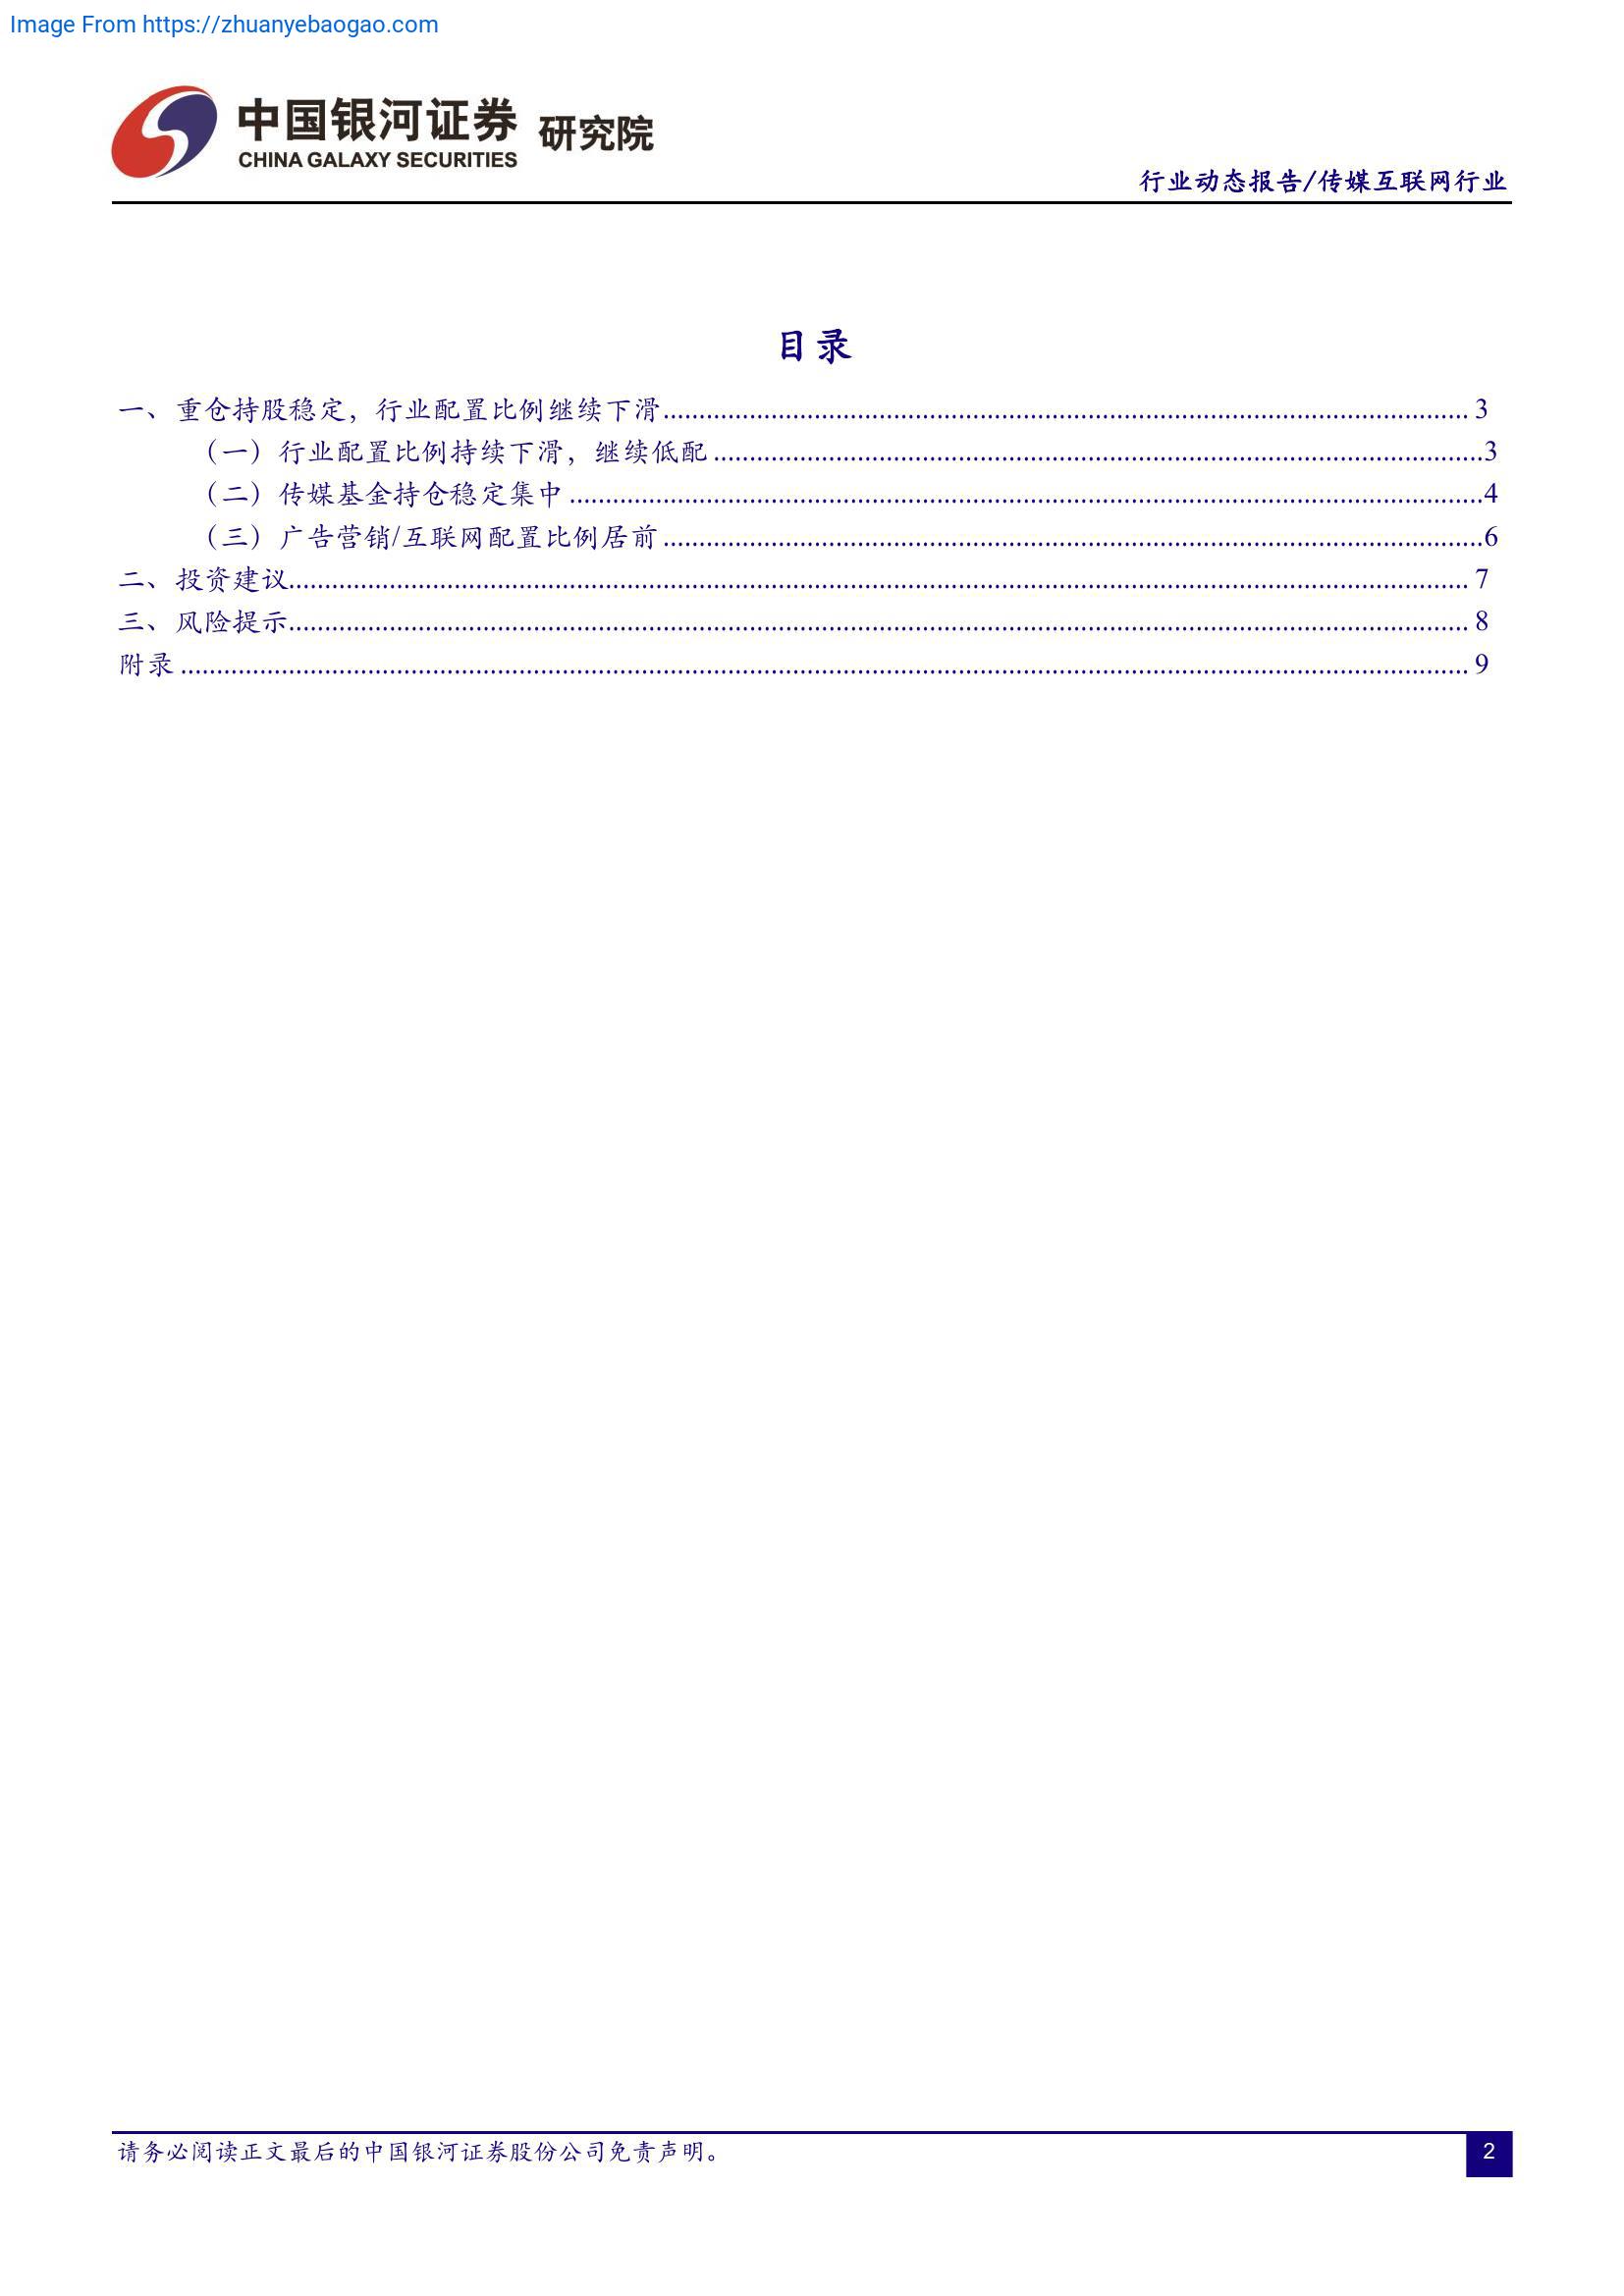 Image From https://zhuanyebaogao.com
中国银河证券 研究院
CHINA GALAXY SECURITIES
行业动态报告/传媒互联网行业
目录
一、重仓持股稳定，行业配置比例继续下滑................................................................................................................ 3
（一）行业配置比例持续下滑，继续低配...........................................................................................................3
（二）传媒基金持仓稳定集中...............................................................................................................................4
（三）广告营销/互联网配置比例居前..................................................................................................................6
二、投资建议.................................................................................................................................................................... 7
三、风险提示.................................................................................................................................................................... 8
附录................................................................................................................................................................................... 9
请务必阅读正文最后的中国银河证券股份公司免责声明。
2